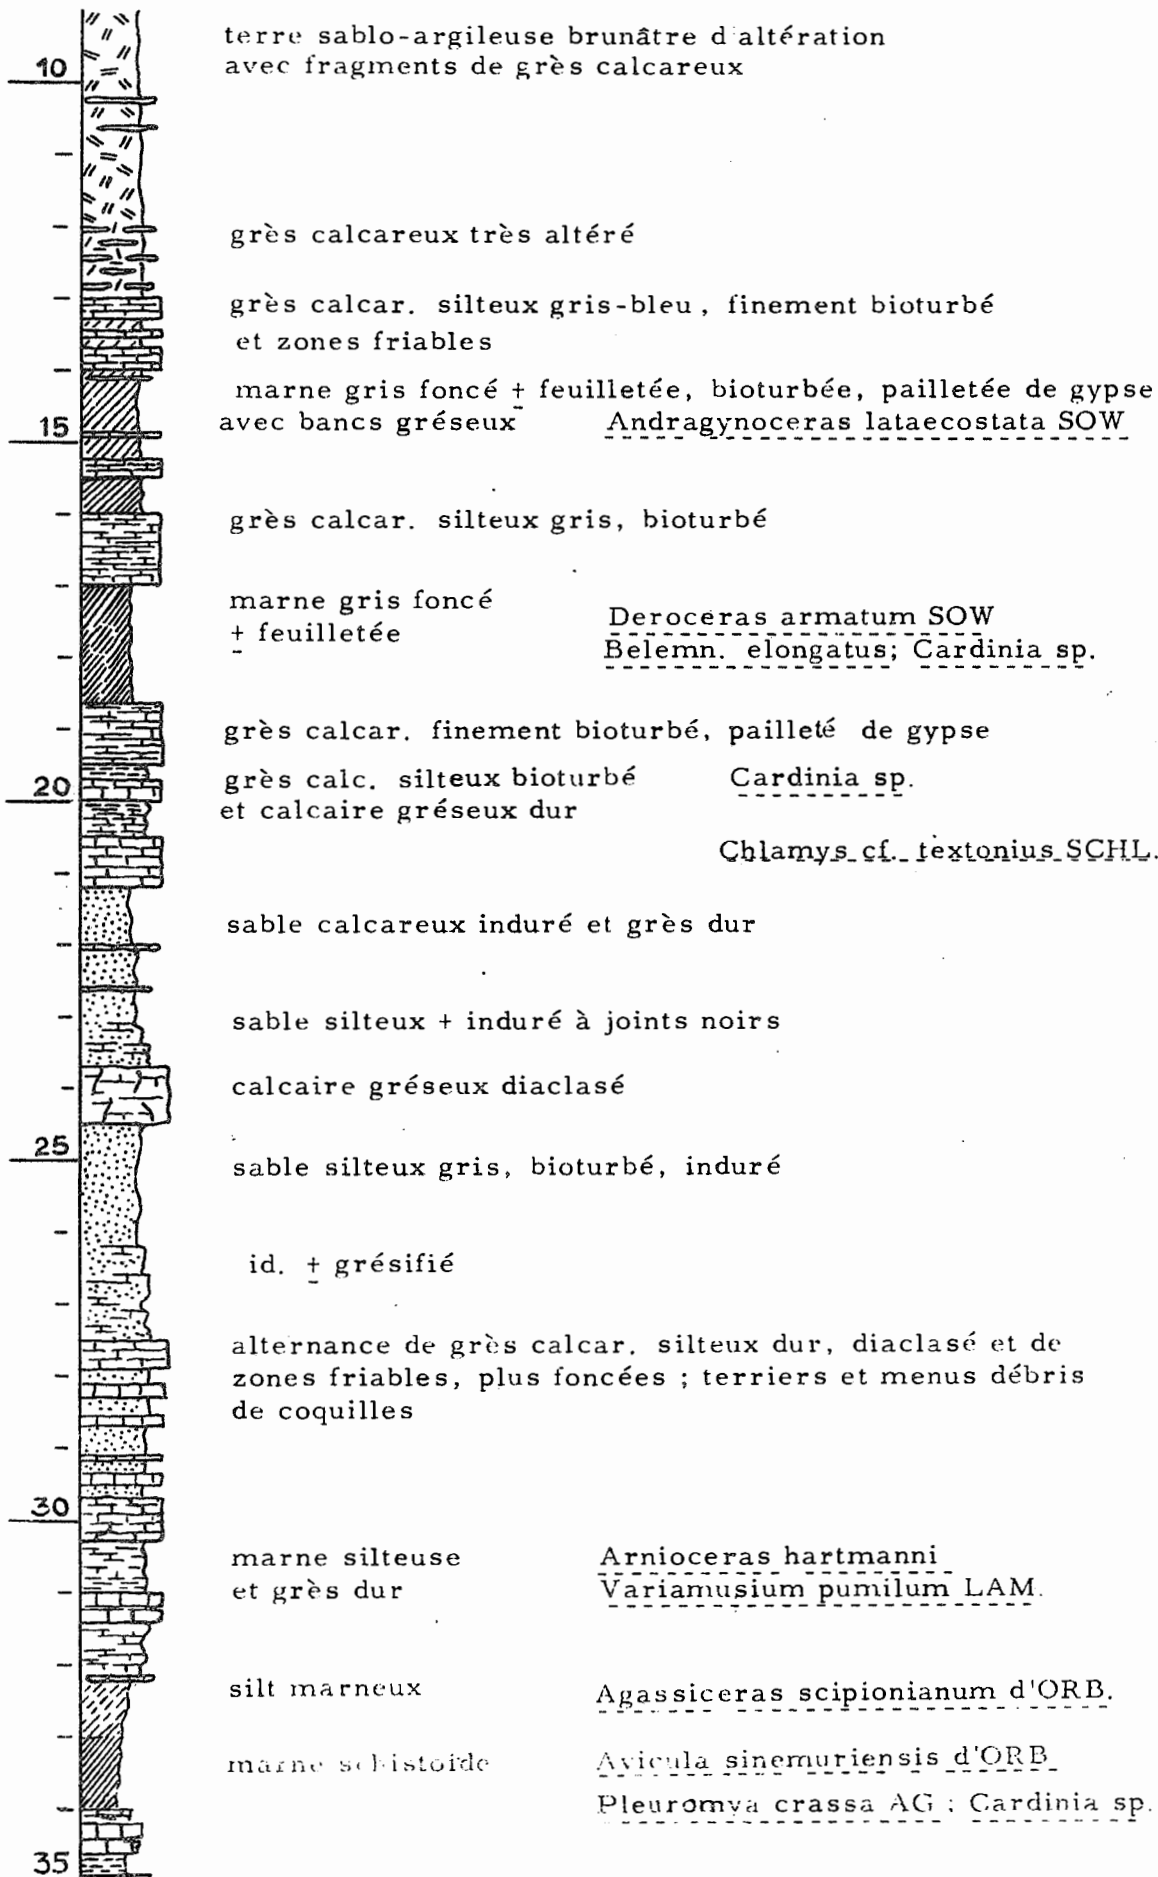 terre sablo-argileuse brunâtre d'altération
10 avec fragments de grès calcareux
grès calcareux très altéré
grès calcar. silteux gris-bleu, finement bioturbé
et zones friables
marne gris foncé ± feuilletée, bioturbée, pailletée de gypse
15 avec bancs gréseux Andragynoceras lataecostata SOW
grès calcar. silteux gris, bioturbé
marne gris foncé Deroceras armatum SOW
± feuilletée Belemn. elongatus; Cardinia sp.
grès calcar. finement bioturbé, pailleté de gypse
20 grès calc. silteux bioturbé Cardinia sp.
et calcaire gréseux dur
Chlamys cf. textonius SCHL.
sable calcareux induré et grès dur
sable silteux + induré à joints noirs
calcaire gréseux diaclasé
25 sable silteux gris, bioturbé, induré
id. ± grésifié
alternance de grès calcar. silteux dur, diaclasé et de
zones friables, plus foncées ; terriers et menus débris
de coquilles
30
marne silteuse Arnioceras hartmanni
et grès dur Variamusium pumilum LAM.
silt marneux Agassiceras scipionianum d'ORB.
marne schistoïde Avicula sinemuriensis d'ORB
Pleuromya crassa AG ; Cardinia sp.
35